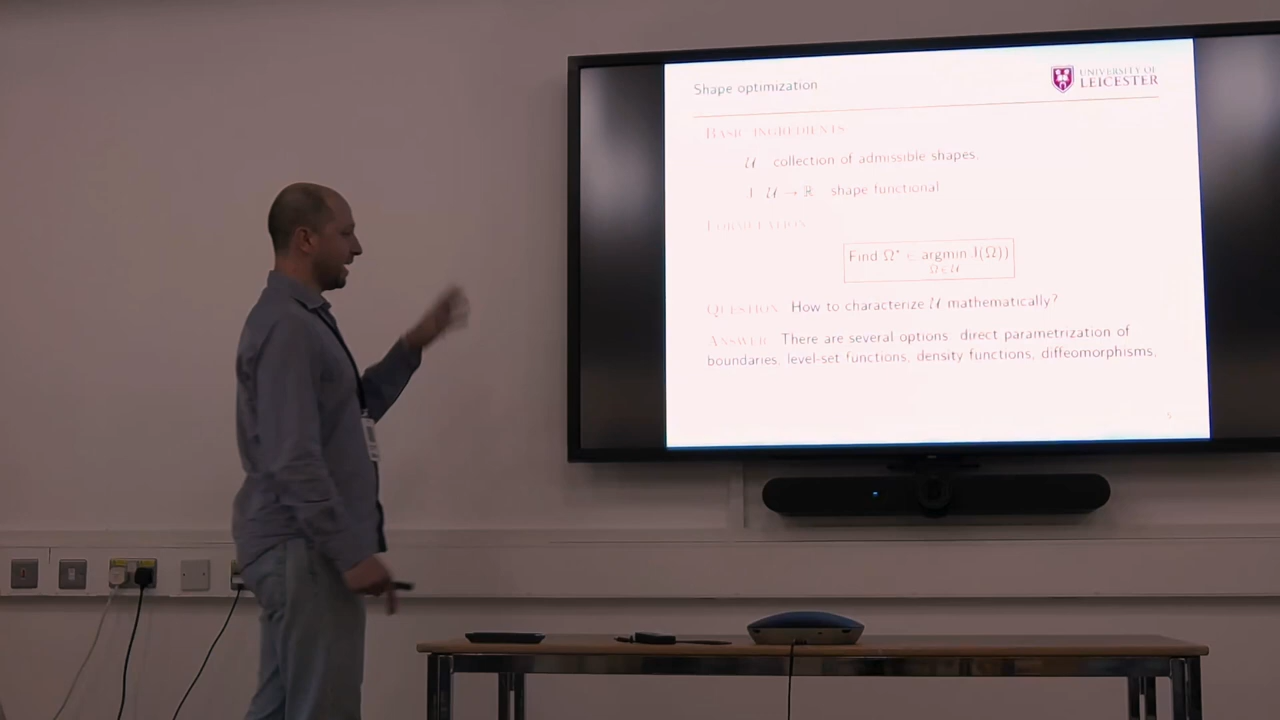 Shape optimization
UNIVERSITY OF
LEICESTER
BASIC INGREDIENTS
𝒰 collection of admissible shapes,
J 𝒰 → ℝ shape functional
FORMULATION
Find Ω* ∈ argmin J(Ω))
Ω∈𝒰
QUESTION How to characterize 𝒰 mathematically?
ANSWER There are several options direct parametrization of
boundaries, level-set functions, density functions, diffeomorphisms,
5